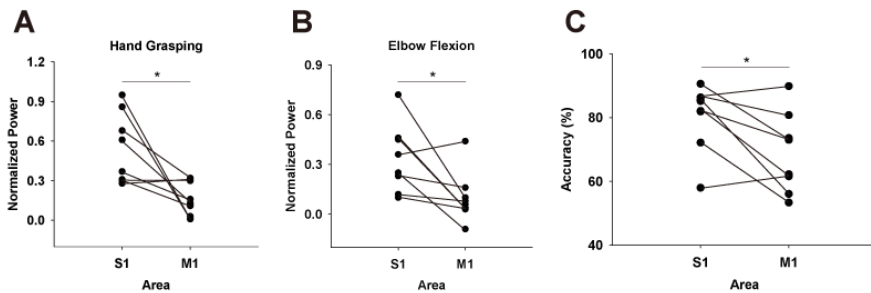 A
Hand Grasping
Normalized Power
1.2
0.9
0.6
0.3
0.0
*
S1 M1
Area
B
Elbow Flexion
Normalized Power
0.9
0.6
0.3
0.0
*
S1 M1
Area
C
Accuracy (%)
100
80
60
40
*
S1 M1
Area